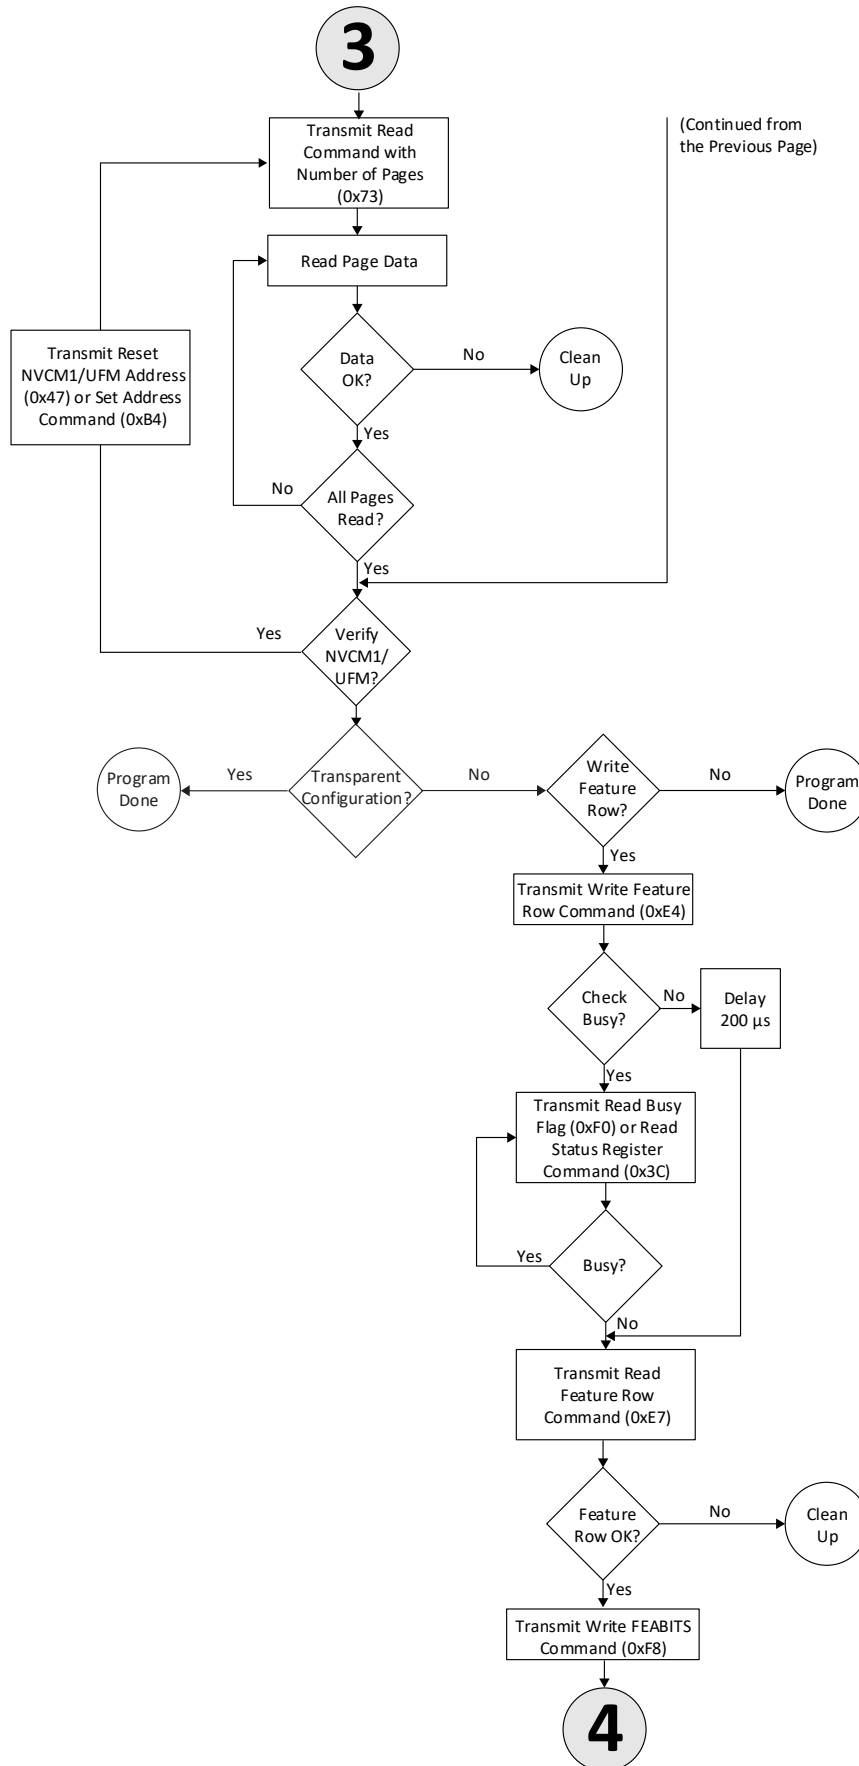 3
Transmit Read
Command with
Number of Pages
(0x73)
(Continued from
the Previous Page)
Read Page Data
Transmit Reset
NVCM1/UFM Address
(0x47) or Set Address
Command (0xB4)
Data
OK?
No
Clean
Up
Yes
No
All Pages
Read?
Yes
Yes
Verify
NVCM1/
UFM?
Program
Done
Yes
Transparent
Configuration?
No
Write
Feature
Row?
No
Program
Done
Yes
Transmit Write Feature
Row Command (0xE4)
Check
Busy?
No
Delay
200 µs
Yes
Transmit Read Busy
Flag (0xF0) or Read
Status Register
Command (0x3C)
Yes
Busy?
No
Transmit Read
Feature Row
Command (0xE7)
Feature
Row OK?
No
Clean
Up
Yes
Transmit Write FEABITS
Command (0xF8)
4